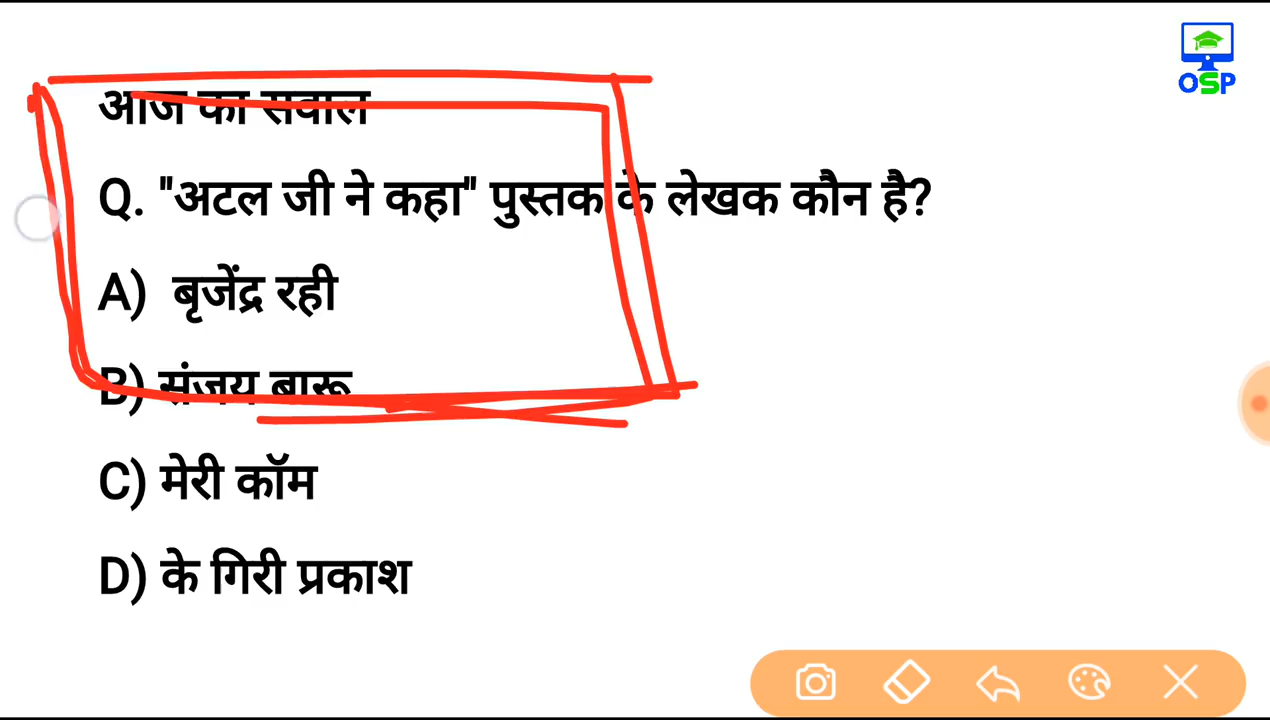 OSP
आज का सवाल
Q. "अटल जी ने कहा" पुस्तक के लेखक कौन है?
A) बृजेंद्र रही
B) संजय बारू
C) मेरी कॉम
D) के गिरी प्रकाश